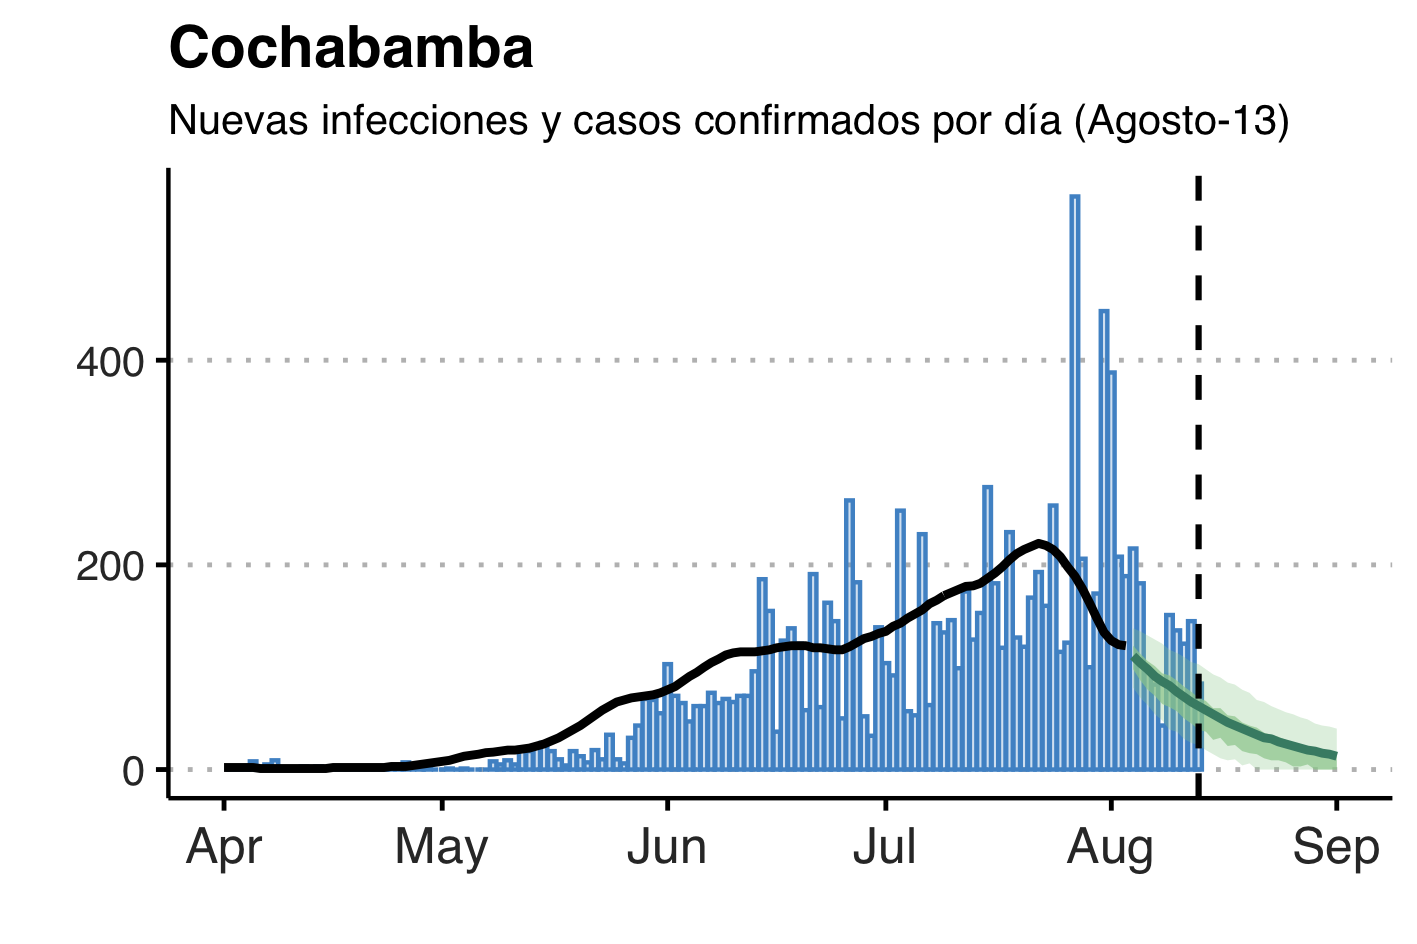 Cochabamba
Nuevas infecciones y casos confirmados por día (Agosto-13)
400
200
0
Apr May Jun Jul Aug Sep